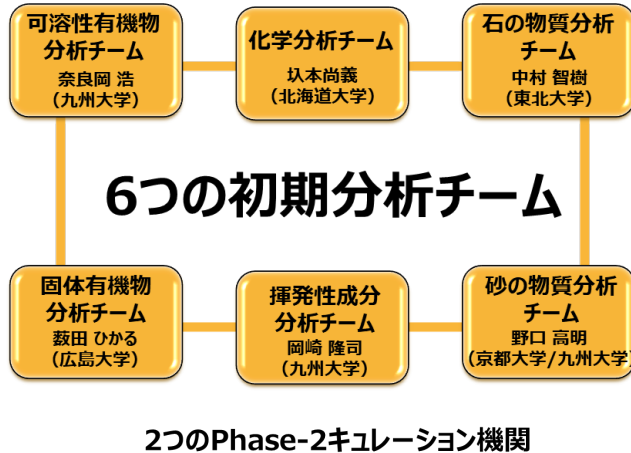 可溶性有機物
分析チーム
奈良岡 浩
(九州大学)
化学分析チーム
圦本尚義
(北海道大学)
石の物質分析
チーム
中村 智樹
(東北大学)
6つの初期分析チーム
固体有機物
分析チーム
薮田 ひかる
(広島大学)
揮発性成分
分析チーム
岡崎 隆司
(九州大学)
砂の物質分析
チーム
野口 高明
(京都大学/九州大学)
2つのPhase-2キュレーション機関